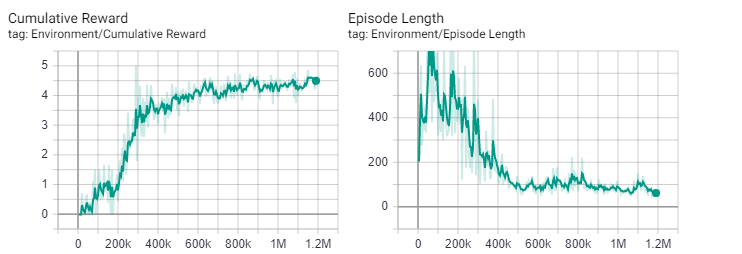 Cumulative Reward
tag: Environment/Cumulative Reward
5
4
3
2
1
0
0 200k 400k 600k 800k 1M 1.2M
Episode Length
tag: Environment/Episode Length
600
400
200
0
0 200k 400k 600k 800k 1M 1.2M